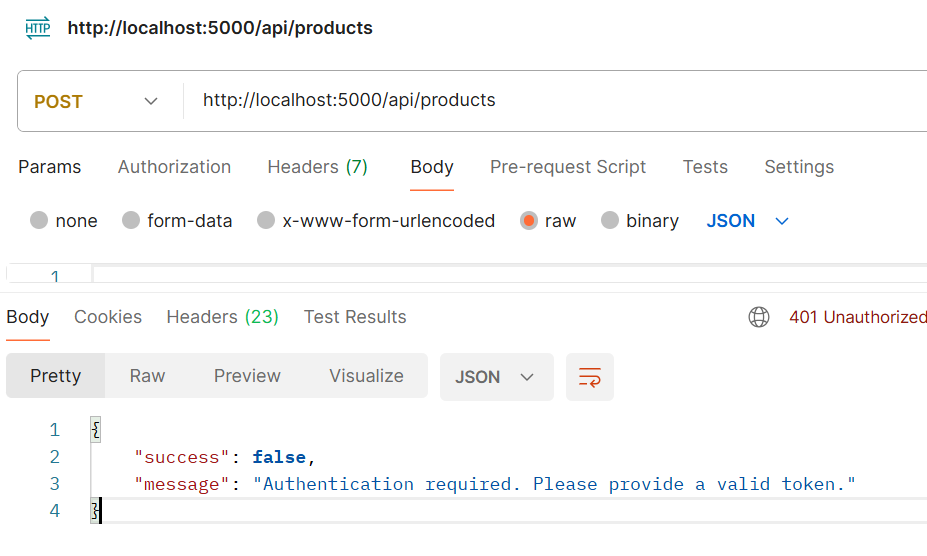 HTTP http://localhost:5000/api/products
POST http://localhost:5000/api/products
Params Authorization Headers (7) Body Pre-request Script Tests Settings
none form-data x-www-form-urlencoded raw binary JSON
1
Body Cookies Headers (23) Test Results 401 Unauthorized
Pretty Raw Preview Visualize JSON
1 {
2 "success": false,
3 "message": "Authentication required. Please provide a valid token."
4 }